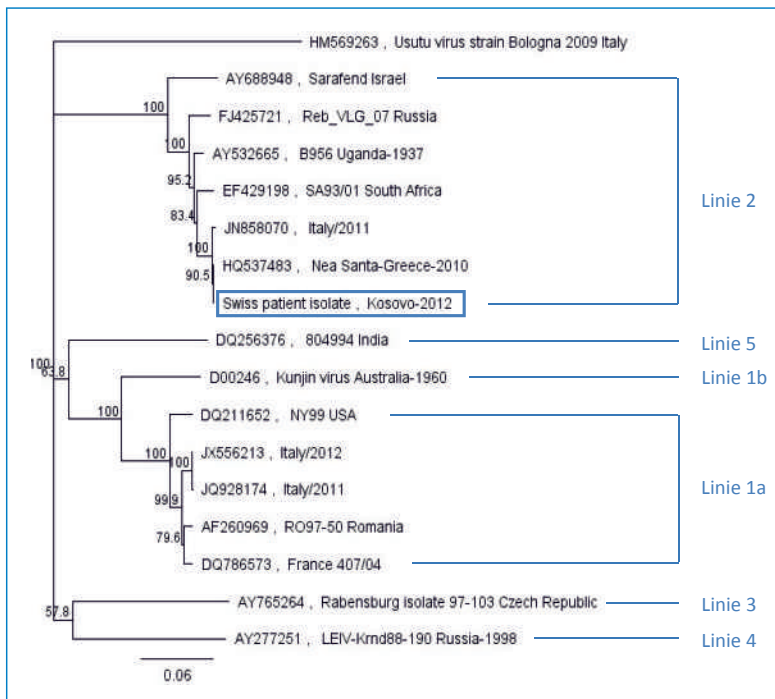 HM569263 , Usutu virus strain Bologna 2009 Italy
AY688948 , Sarafend Israel
100
FJ425721 , Reb_VLG_07 Russia
100
AY532665 , B956 Uganda-1937
95.2
EF429198 , SA93/01 South Africa
Linie 2
83.4
JN858070 , Italy/2011
100
HQ537483 , Nea Santa-Greece-2010
90.5
Swiss patient isolate , Kosovo-2012
DQ256376 , 804994 India
Linie 5
100
63.8
D00246 , Kunjin virus Australia-1960
Linie 1b
100
DQ211652 , NY99 USA
100
JX556213 , Italy/2012
100
JQ928174 , Italy/2011
Linie 1a
99.9
AF260969 , RO97-50 Romania
79.6
DQ786573 , France 407/04
AY765264 , Rabensburg isolate 97-103 Czech Republic
Linie 3
57.8
AY277251 , LEIV-Krnd88-190 Russia-1998
Linie 4
0.06